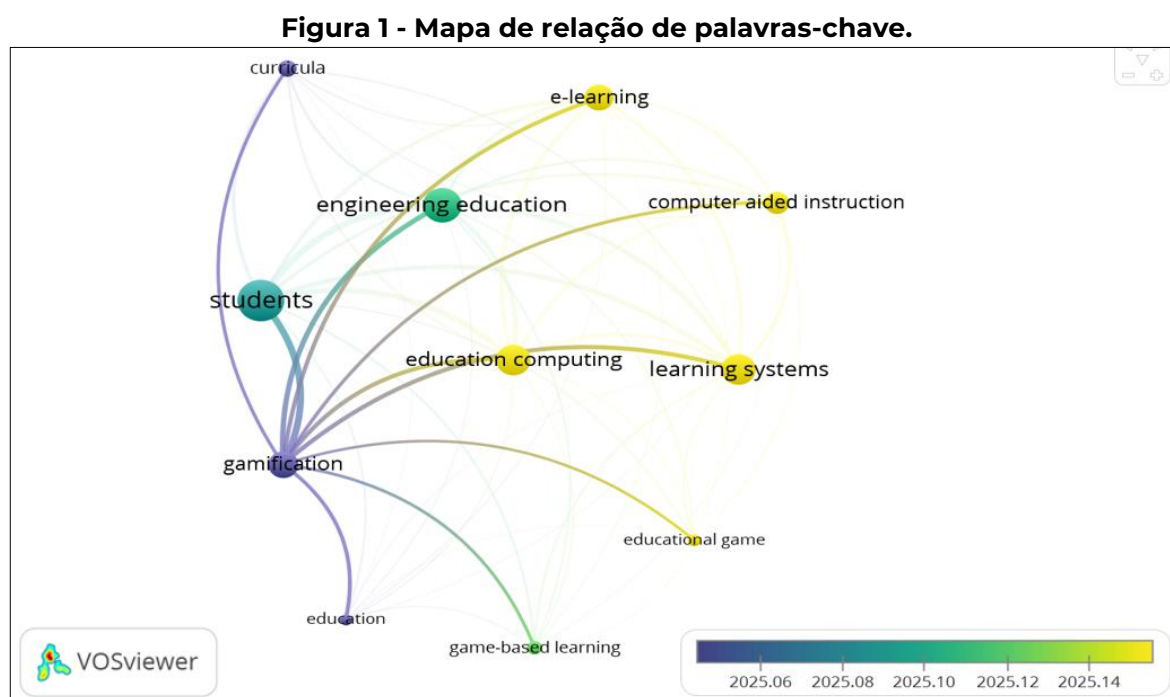 Figura 1 - Mapa de relação de palavras-chave.
curricula
e-learning
engineering education
computer aided instruction
students
education computing
learning systems
gamification
educational game
education
game-based learning
VOSviewer
2025.06 2025.08 2025.10 2025.12 2025.14